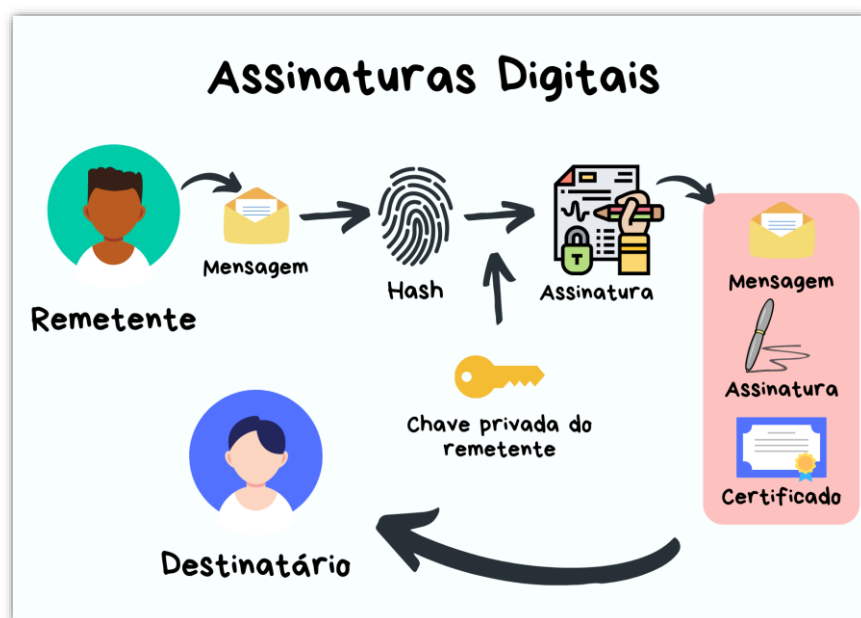 Assinaturas Digitais
Remetente
Mensagem
Hash
Assinatura
Chave privada do
remetente
Mensagem
Assinatura
Certificado
Destinatário